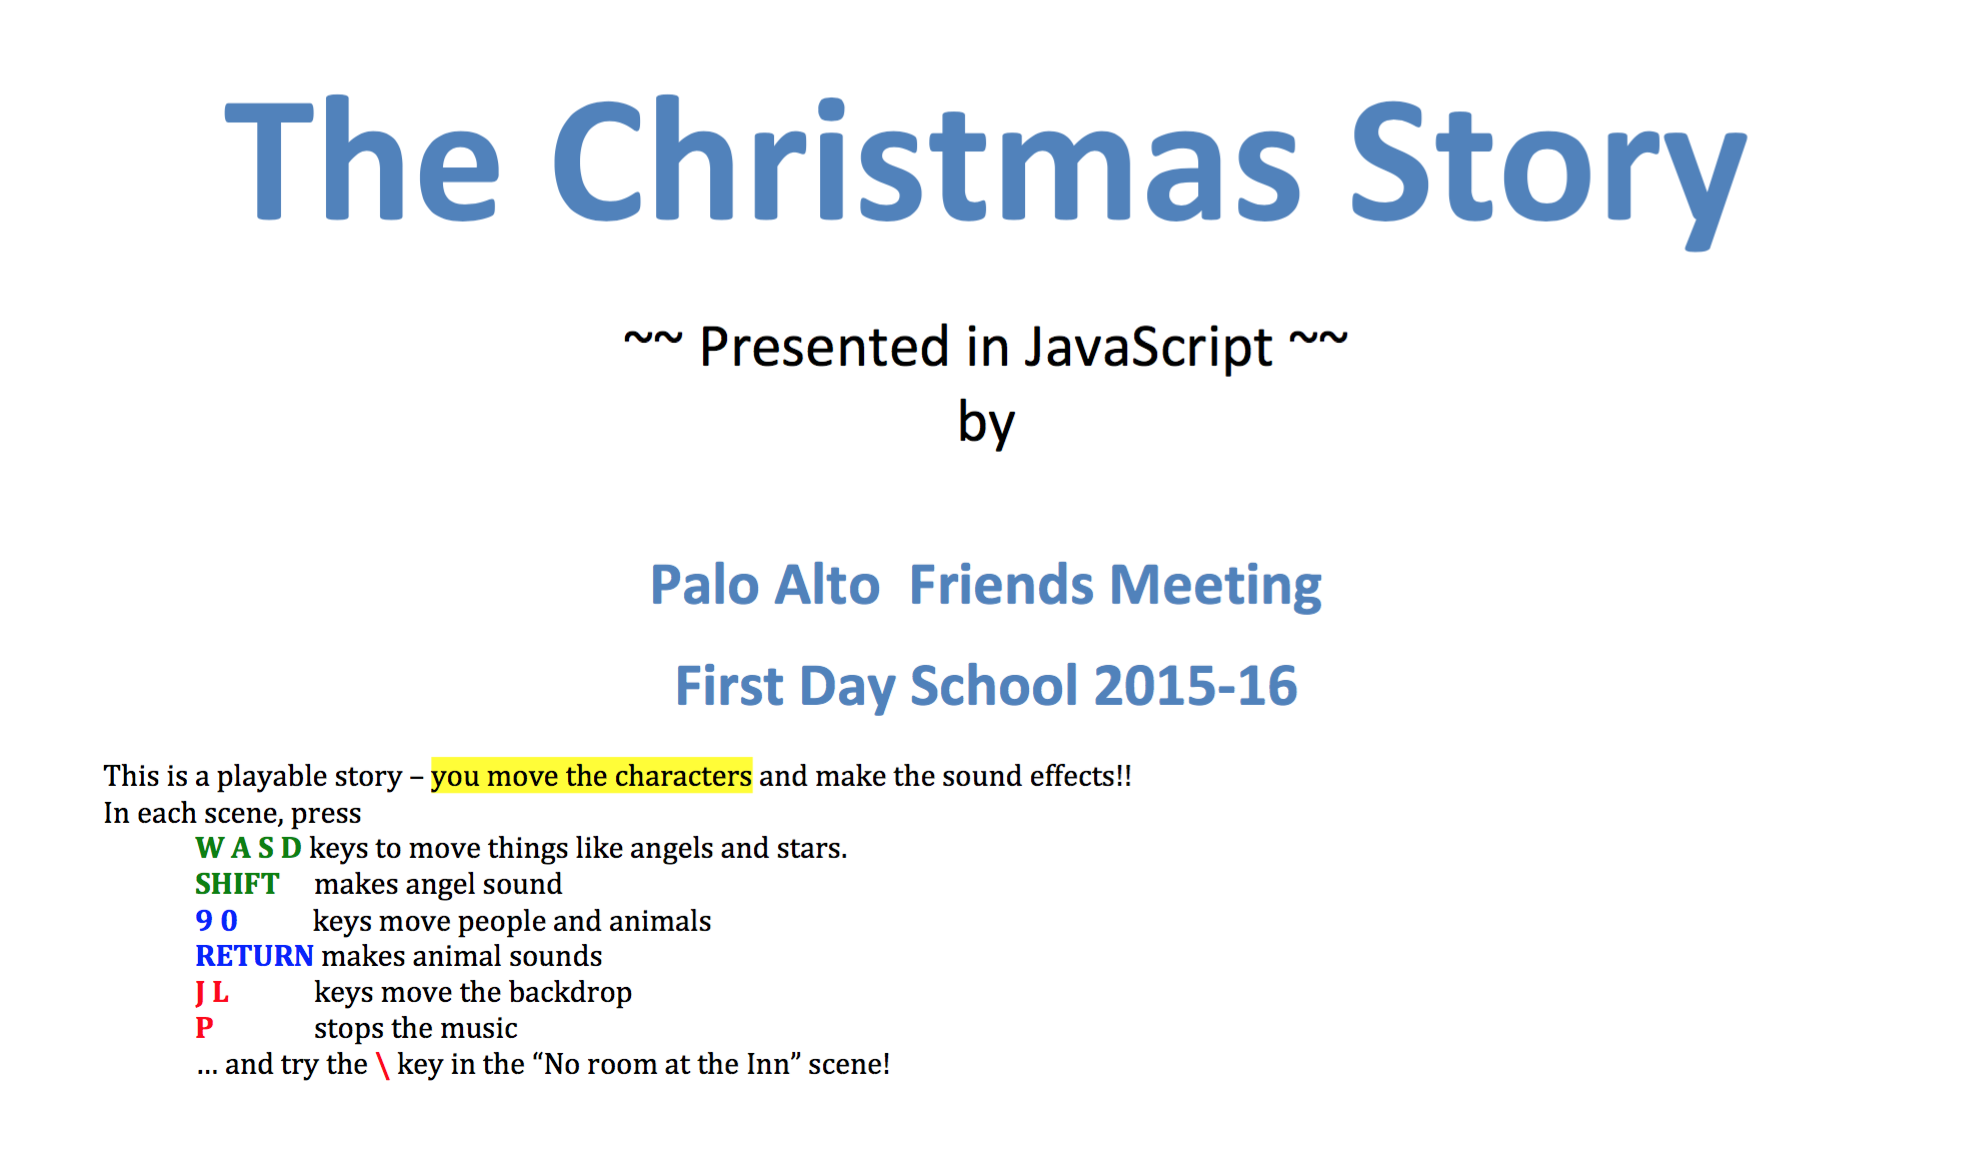 The Christmas Story
~~ Presented in JavaScript ~~
by
Palo Alto  Friends Meeting
First Day School 2015-16
This is a playable story – you move the characters and make the sound effects!!
In each scene, press
W A S D keys to move things like angels and stars.
SHIFT makes angel sound
9 0 keys move people and animals
RETURN makes animal sounds
J L keys move the backdrop
P stops the music
... and try the \ key in the “No room at the Inn” scene!